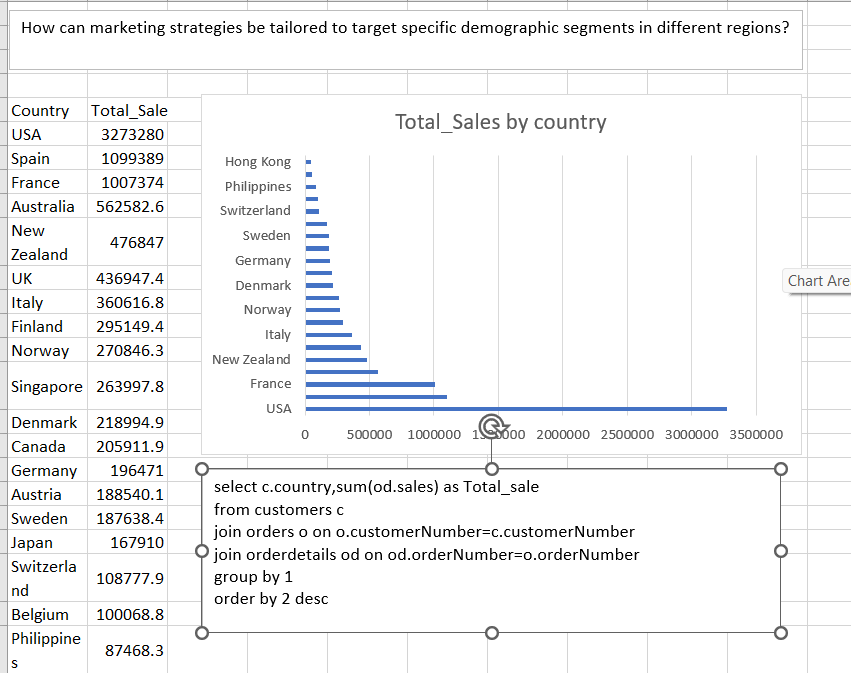 How can marketing strategies be tailored to target specific demographic segments in different regions?
Country Total_Sale
USA 3273280
Spain 1099389
France 1007374
Australia 562582.6
New
Zealand 476847
UK 436947.4
Italy 360616.8
Finland 295149.4
Norway 270846.3
Singapore 263997.8
Denmark 218994.9
Canada 205911.9
Germany 196471
Austria 188540.1
Sweden 187638.4
Japan 167910
Switzerla
nd 108777.9
Belgium 100068.8
Philippine
s 87468.3
Total_Sales by country
Hong Kong
Philippines
Switzerland
Sweden
Germany
Denmark
Norway
Italy
New Zealand
France
USA
0 500000 1000000 2000000 2500000 3000000 3500000
Chart Are
select c.country,sum(od.sales) as Total_sale
from customers c
join orders o on o.customerNumber=c.customerNumber
join orderdetails od on od.orderNumber=o.orderNumber
group by 1
order by 2 desc